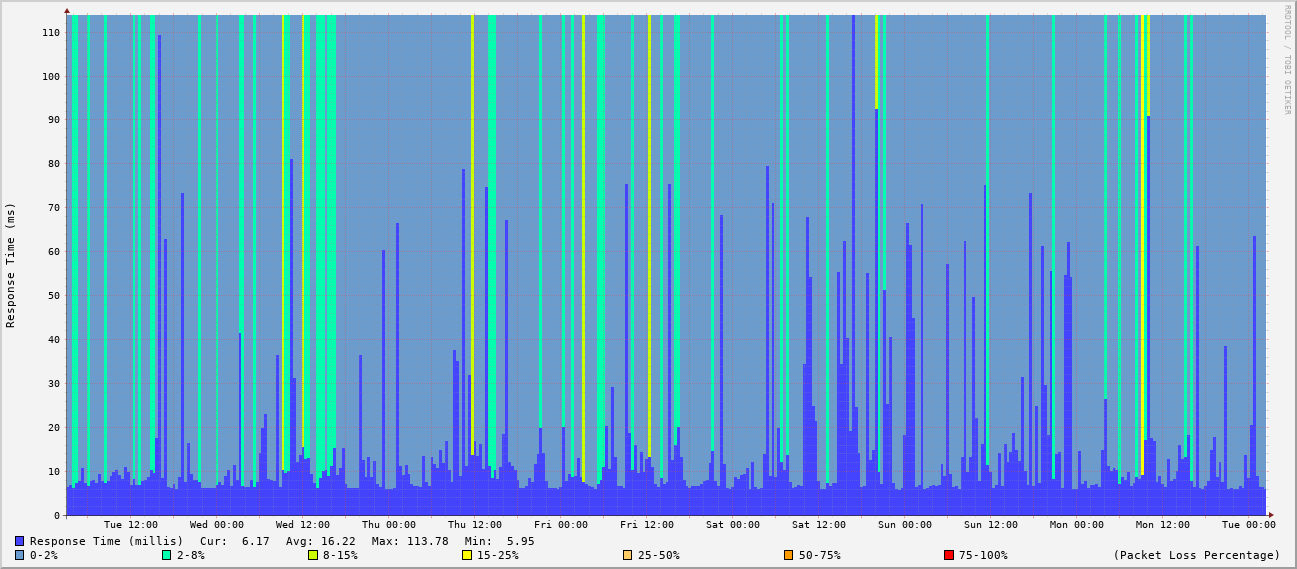 RRDTOOL / TOBI OETIKER
Response Time (ms)
110
100
90
80
70
60
50
40
30
20
10
0
Tue 12:00 Wed 00:00 Wed 12:00 Thu 00:00 Thu 12:00 Fri 00:00 Fri 12:00 Sat 00:00 Sat 12:00 Sun 00:00 Sun 12:00 Mon 00:00 Mon 12:00 Tue 00:00
Response Time (millis) Cur: 6.17 Avg: 16.22 Max: 113.78 Min: 5.95
0-2% 2-8% 8-15% 15-25% 25-50% 50-75% 75-100% (Packet Loss Percentage)